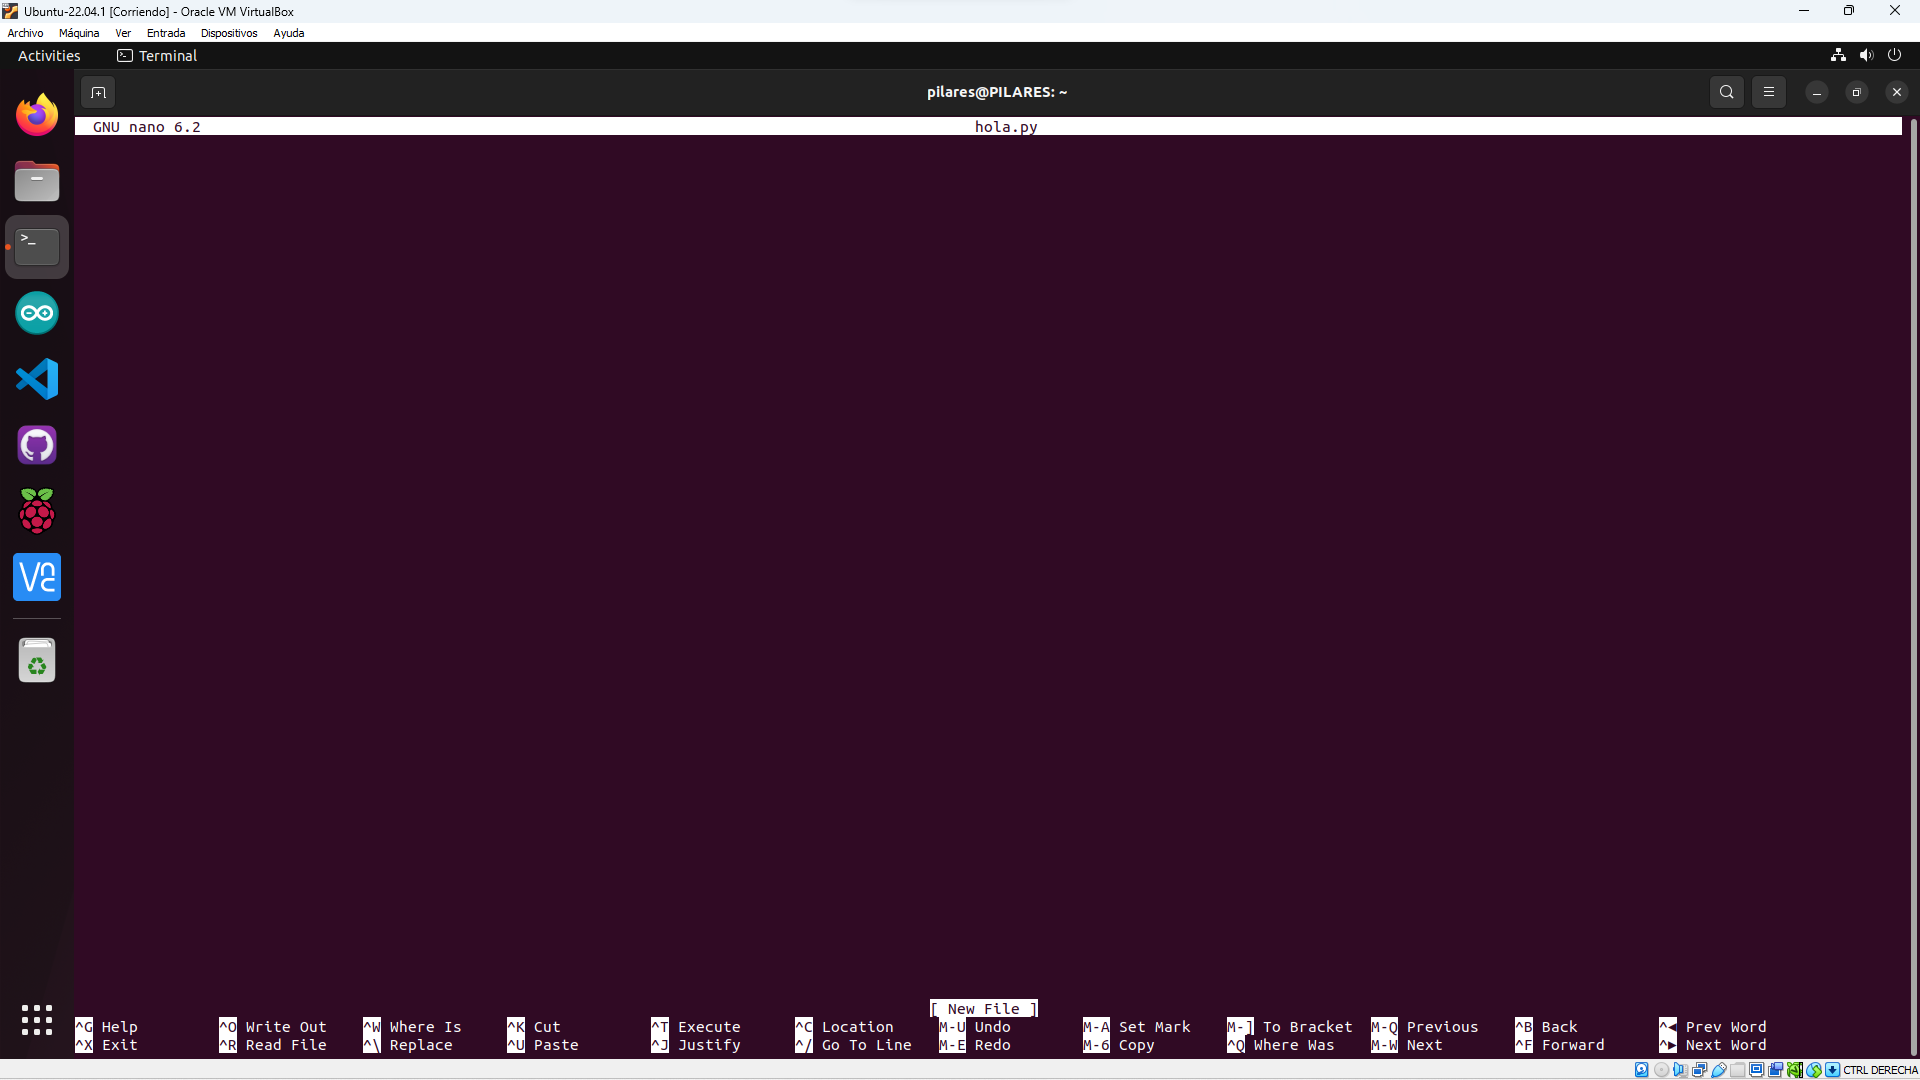 Ubuntu-22.04.1 [Corriendo] - Oracle VM VirtualBox
Archivo Máquina Ver Entrada Dispositivos Ayuda
Activities Terminal
pilares@PILARES: ~
GNU nano 6.2 hola.py
[ New File ]
^G Help ^O Write Out ^W Where Is ^K Cut ^T Execute ^C Location M-U Undo M-A Set Mark M-] To Bracket M-Q Previous ^B Back ^◀ Prev Word
^X Exit ^R Read File ^\ Replace ^U Paste ^J Justify ^/ Go To Line M-E Redo M-6 Copy ^Q Where Was M-W Next ^F Forward ^▶ Next Word
CTRL DERECHA